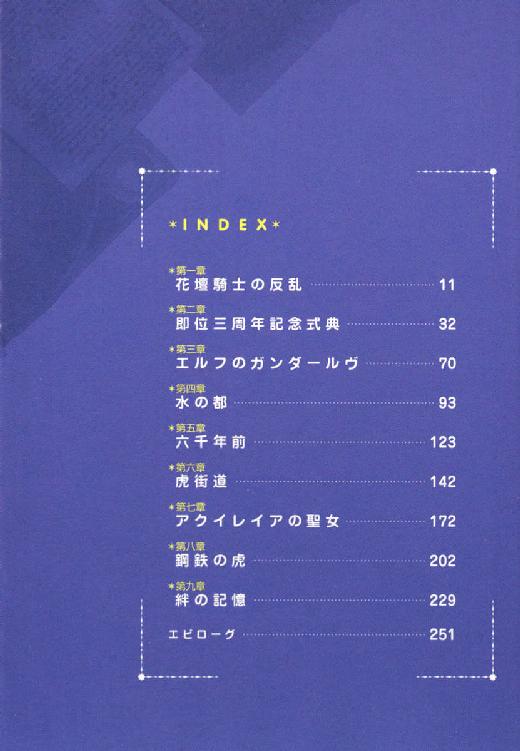 *INDEX*
*第一章
花壇騎士の反乱 11
*第二章
即位三周年記念式典 32
*第三章
エルフのガンダールヴ 70
*第四章
水の都 93
*第五章
六千年前 123
*第六章
虎街道 142
*第七章
アクイレイアの聖女 172
*第八章
鋼鉄の虎 202
*第九章
絆の記憶 229
エピローグ 251